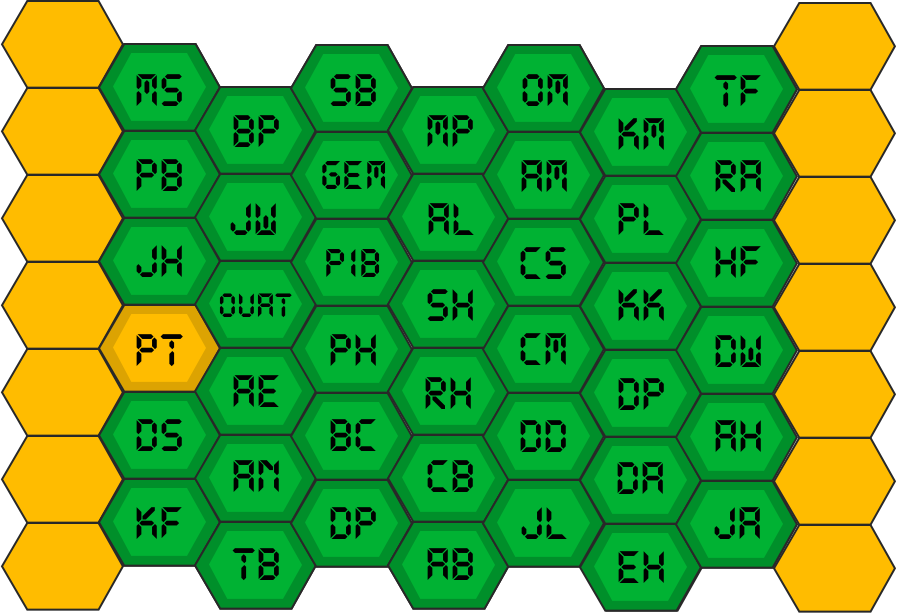 MS SB OM TF
BP MP KM
PB GEM AM RA
JW AL PL
JH PIB CS HF
OUAT SH KK
PT PH CM DW
AE RH DP
DS BC DD AH
AN CB DA
KF DP JL JA
TB AB EH